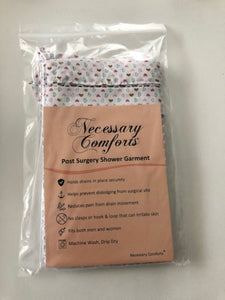 Necessary
Comforts
Post Surgery Shower Garment
Holds drains in place securely
Helps prevent dislodging from surgical site
Reduces pain from drain movement
No snaps or hook & loop that can irritate skin
Fits both men and women
Machine Wash, Drip Dry
Necessary Comforts